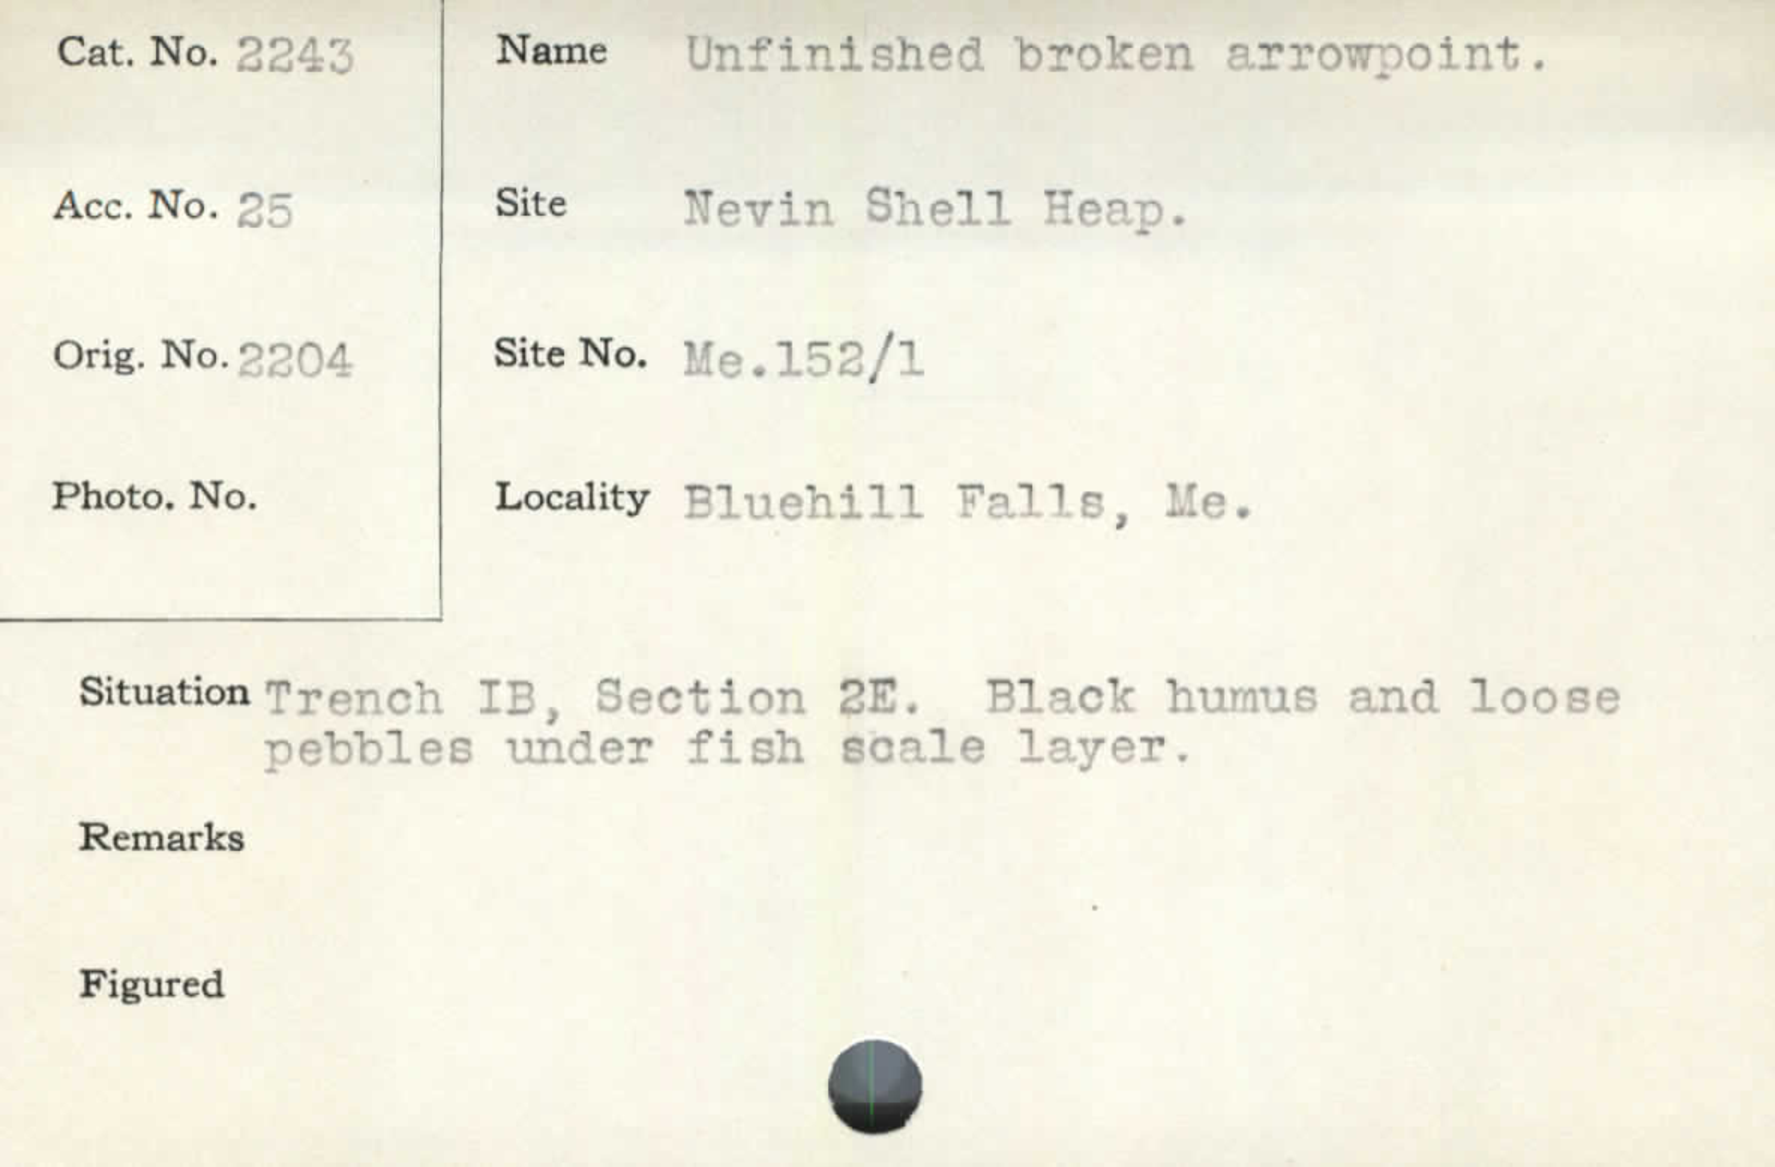 Cat. No. 2243
Name Unfinished broken arrowpoint.
Acc. No. 25
Site Nevin Shell Heap.
Orig. No. 2204
Site No. Me.152/1
Photo. No.
Locality Bluehill Falls, Me.
Situation Trench IB, Section 2E. Black humus and loose
pebbles under fish scale layer.
Remarks
Figured